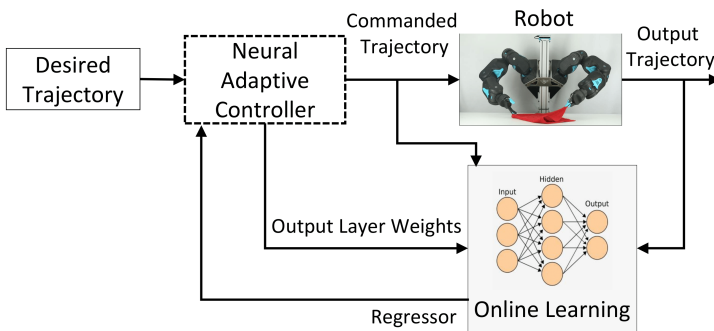 Desired
Trajectory
Neural
Adaptive
Controller
Commanded
Trajectory
Robot
Output
Trajectory
Output Layer Weights
Input
Hidden
Output
Online Learning
Regressor